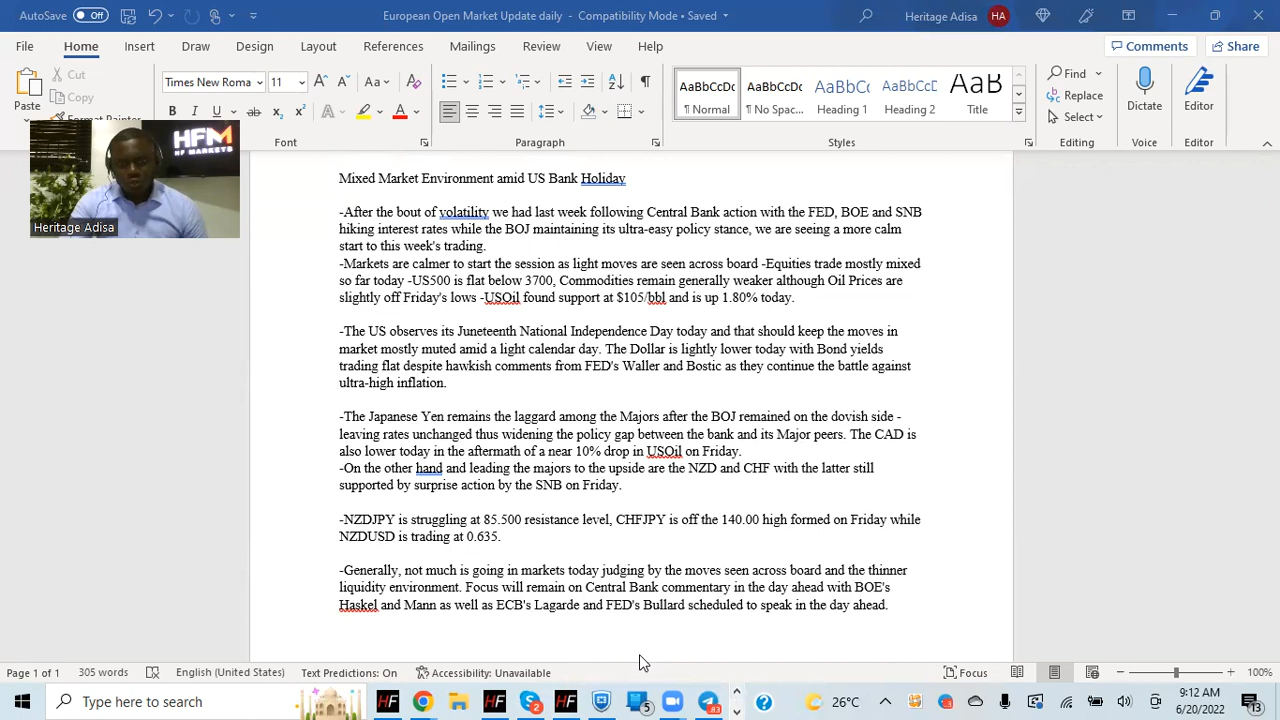 AutoSave Off European Open Market Outlook daily - Compatibility Mode - Saved Heritage Adisa HA
File Home Insert Draw Design Layout References Mailings Review View Help Comments Share
Paste Cut Copy Format Painter
Times New Roma 11 Aa
Font
Paragraph
AaBbCcDc AaBbCcDc AaBbCc AaBbCcD AaB
¶ Normal ¶ No Spac... Heading 1 Heading 2 Title
Styles
Find
Replace
Select
Editing
Dictate
Voice
Editor
Editor
HFM
HF MARKETS
Heritage Adisa
Mixed Market Environment amid US Bank Holiday
-After the bout of volatility we had last week following Central Bank action with the FED, BOE and SNB
hiking interest rates while the BOJ maintaining its ultra-easy policy stance, we are seeing a more calm
start to this week's trading.
-Markets are calmer to start the session as light moves are seen across board -Equities trade mostly mixed
so far today -US500 is flat below 3700, Commodities remain generally weaker although Oil Prices are
slightly off Friday's lows -USOil found support at $105/bbl and is up 1.80% today.
-The US observes its Juneteenth National Independence Day today and that should keep the moves in
market mostly muted amid a light calendar day. The Dollar is lightly lower today with Bond yields
trading flat despite hawkish comments from FED's Waller and Bostic as they continue the battle against
ultra-high inflation.
-The Japanese Yen remains the laggard among the Majors after the BOJ remained on the dovish side -
leaving rates unchanged thus widening the policy gap between the bank and its Major peers. The CAD is
also lower today in the aftermath of a near 10% drop in USOil on Friday.
-On the other hand and leading the majors to the upside are the NZD and CHF with the latter still
supported by surprise action by the SNB on Friday.
-NZDJPY is struggling at 85.500 resistance level, CHFJPY is off the 140.00 high formed on Friday while
NZDUSD is trading at 0.635.
-Generally, not much is going in markets today judging by the moves seen across board and the thinner
liquidity environment. Focus will remain on Central Bank commentary in the day ahead with BOE's
Haskel and Mann as well as ECB's Lagarde and FED's Bullard scheduled to speak in the day ahead.
Page 1 of 1 305 words English (United States) Text Predictions: On Accessibility: Unavailable Focus 100%
Type here to search HF HF 2 HF 5 83 26°C 9:12 AM
6/20/2022 13